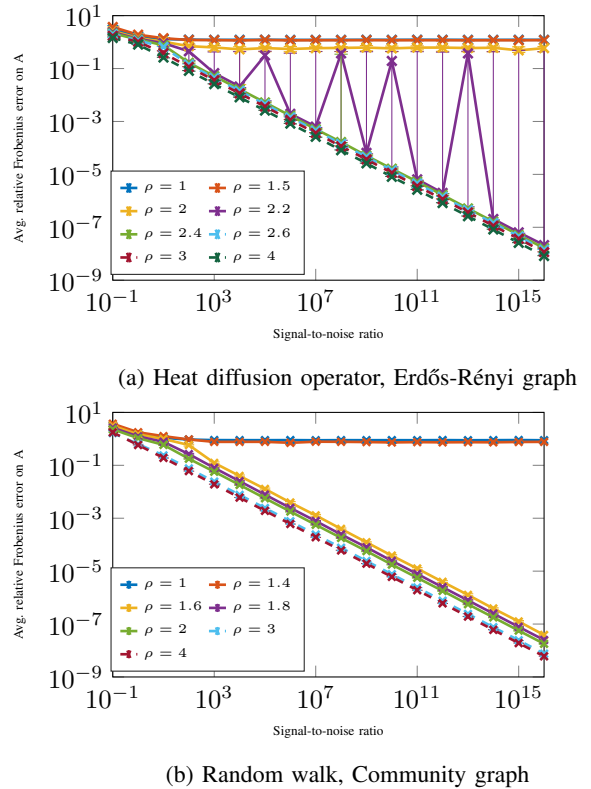 10^1
10^{-1}
10^{-3}
10^{-5}
10^{-7}
10^{-9}
Avg. relative Frobenius error on A
ρ = 1 ρ = 1.5
ρ = 2 ρ = 2.2
ρ = 2.4 ρ = 2.6
ρ = 3 ρ = 4
10^{-1} 10^3 10^7 10^{11} 10^{15}
Signal-to-noise ratio
(a) Heat diffusion operator, Erdős-Rényi graph
10^1
10^{-1}
10^{-3}
10^{-5}
10^{-7}
10^{-9}
Avg. relative Frobenius error on A
ρ = 1 ρ = 1.4
ρ = 1.6 ρ = 1.8
ρ = 2 ρ = 3
ρ = 4
10^{-1} 10^3 10^7 10^{11} 10^{15}
Signal-to-noise ratio
(b) Random walk, Community graph